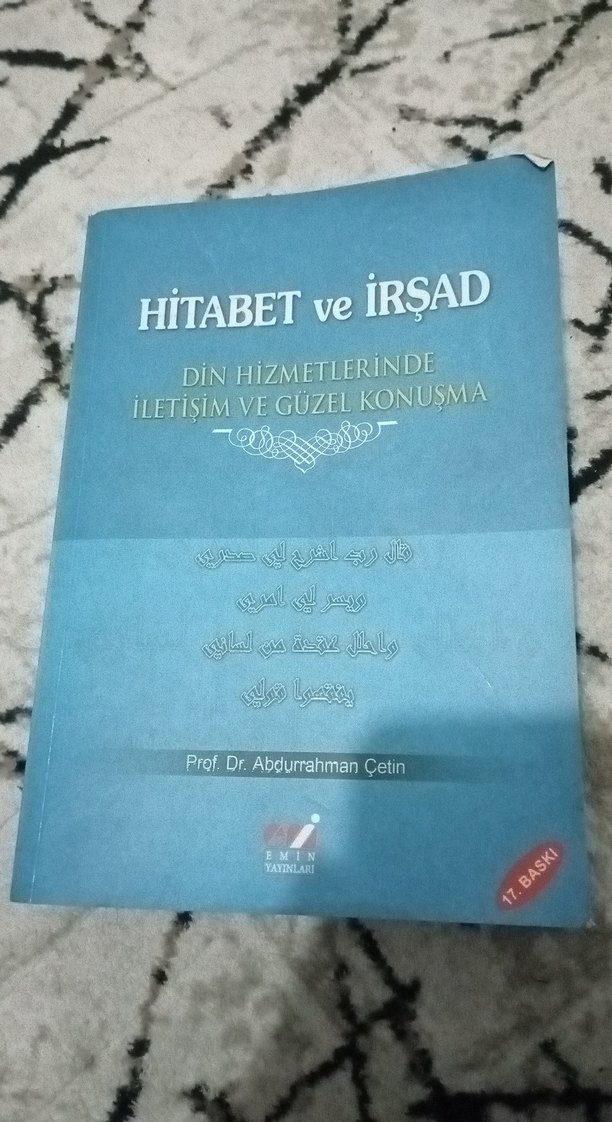 HİTABET ve İRŞAD
DİN HİZMETLERİNDE
İLETİŞİM VE GÜZEL KONUŞMA
قال رب اشرح لي صدري
ويسر لي امري
واحلل عقدة من لساني
يفقهوا قولي
Prof. Dr. Abdurrahman Çetin
EMİN
YAYINLARI
17. BASKI